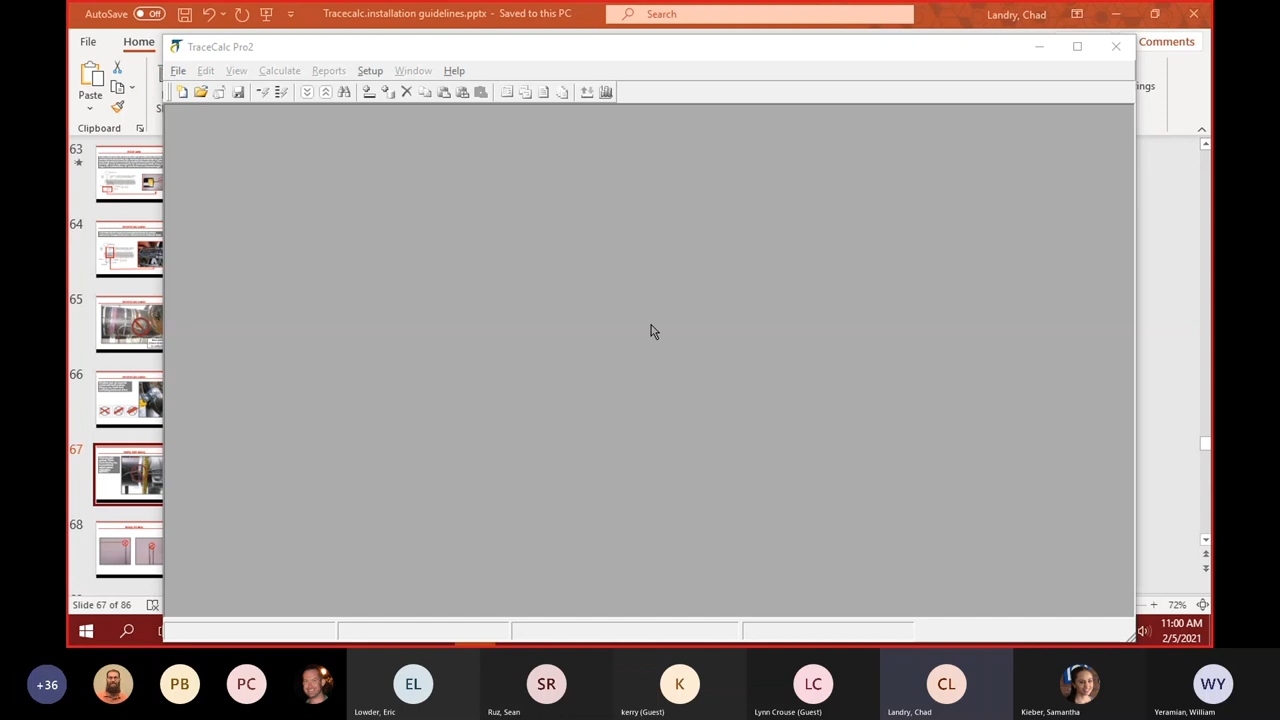 AutoSave Off Tracecalc.installation guidelines.pptx - Saved to this PC Search Landry, Chad
File Home Comments
TraceCalc Pro2
File Edit View Calculate Reports Setup Window Help
Paste
ngs
Clipboard
63
64
65
66
67
68
Slide 67 of 86
72%
11:00 AM
2/5/2021
+36 PB PC EL SR K LC CL WY
Lowder, Eric Ruz, Sean kerry (Guest) Lynn Crouse (Guest) Landry, Chad Kieber, Samantha Yeramian, William